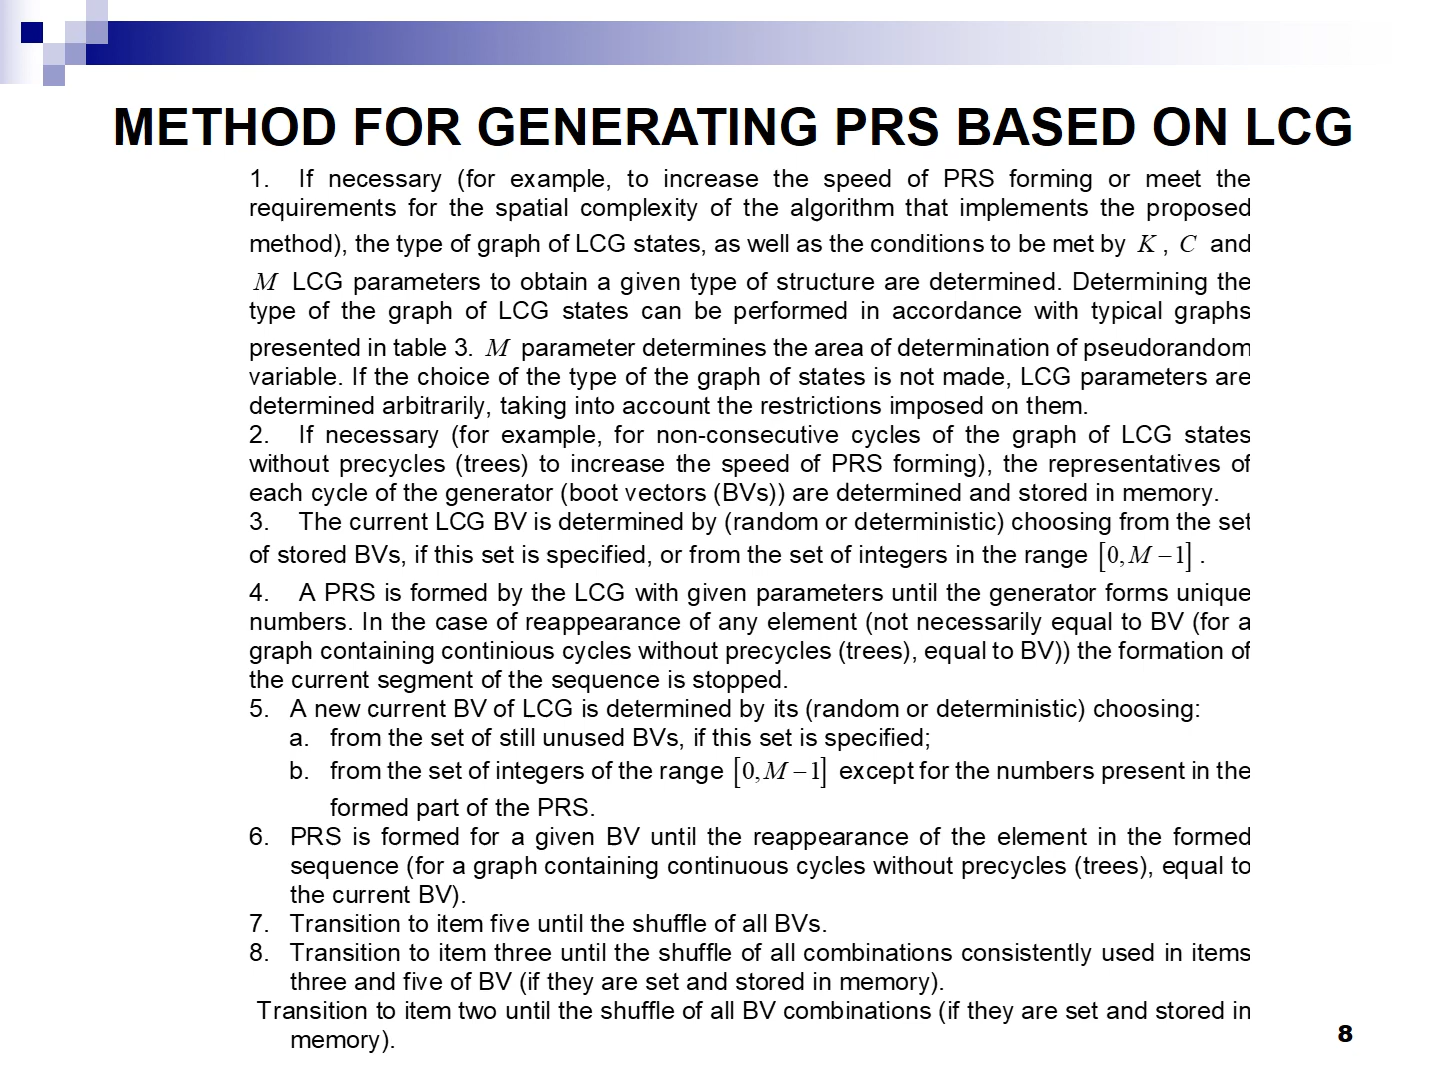 METHOD FOR GENERATING PRS BASED ON LCG
1. If necessary (for example, to increase the speed of PRS forming or meet the
requirements for the spatial complexity of the algorithm that implements the proposed
method), the type of graph of LCG states, as well as the conditions to be met by K , C and
M LCG parameters to obtain a given type of structure are determined. Determining the
type of the graph of LCG states can be performed in accordance with typical graphs
presented in table 3. M parameter determines the area of determination of pseudorandom
variable. If the choice of the type of the graph of states is not made, LCG parameters are
determined arbitrarily, taking into account the restrictions imposed on them.
2. If necessary (for example, for non-consecutive cycles of the graph of LCG states
without precycles (trees) to increase the speed of PRS forming), the representatives of
each cycle of the generator (boot vectors (BVs)) are determined and stored in memory.
3. The current LCG BV is determined by (random or deterministic) choosing from the set
of stored BVs, if this set is specified, or from the set of integers in the range [0, M −1] .
4. A PRS is formed by the LCG with given parameters until the generator forms unique
numbers. In the case of reappearance of any element (not necessarily equal to BV (for a
graph containing continious cycles without precycles (trees), equal to BV)) the formation of
the current segment of the sequence is stopped.
5. A new current BV of LCG is determined by its (random or deterministic) choosing:
a. from the set of still unused BVs, if this set is specified;
b. from the set of integers of the range [0, M −1] except for the numbers present in the
formed part of the PRS.
6. PRS is formed for a given BV until the reappearance of the element in the formed
sequence (for a graph containing continuous cycles without precycles (trees), equal to
the current BV).
7. Transition to item five until the shuffle of all BVs.
8. Transition to item three until the shuffle of all combinations consistently used in items
three and five of BV (if they are set and stored in memory).
Transition to item two until the shuffle of all BV combinations (if they are set and stored in
memory).
8